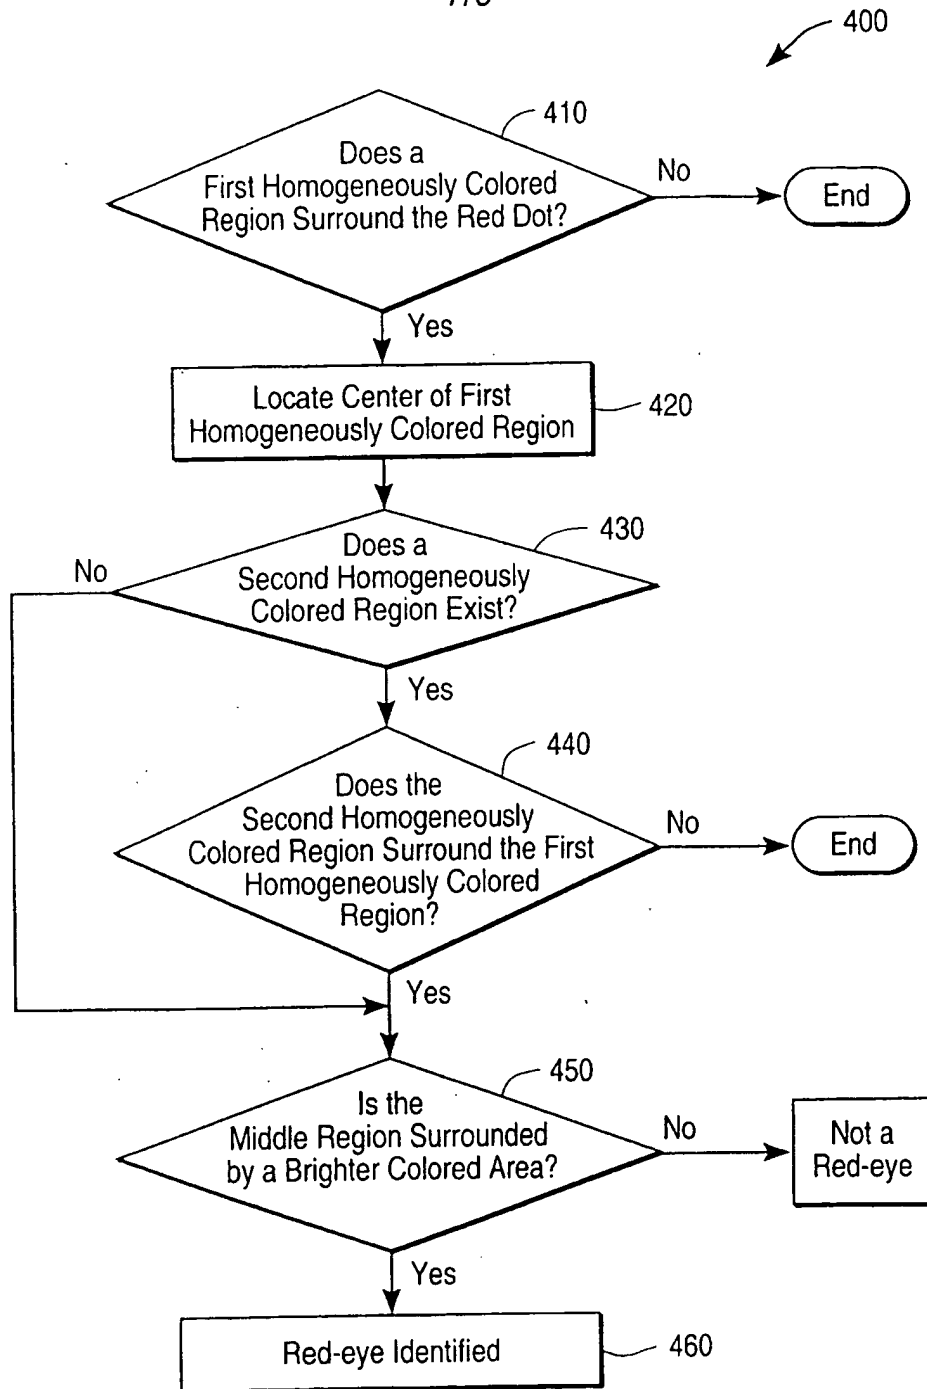 400
410
Does a
First Homogeneously Colored
Region Surround the Red Dot?
No
End
Yes
Locate Center of First
Homogeneously Colored Region
420
430
Does a
Second Homogeneously
Colored Region Exist?
No
Yes
440
Does the
Second Homogeneously
Colored Region Surround the First
Homogeneously Colored
Region?
No
End
Yes
450
Is the
Middle Region Surrounded
by a Brighter Colored Area?
No
Not a
Red-eye
Yes
Red-eye Identified
460